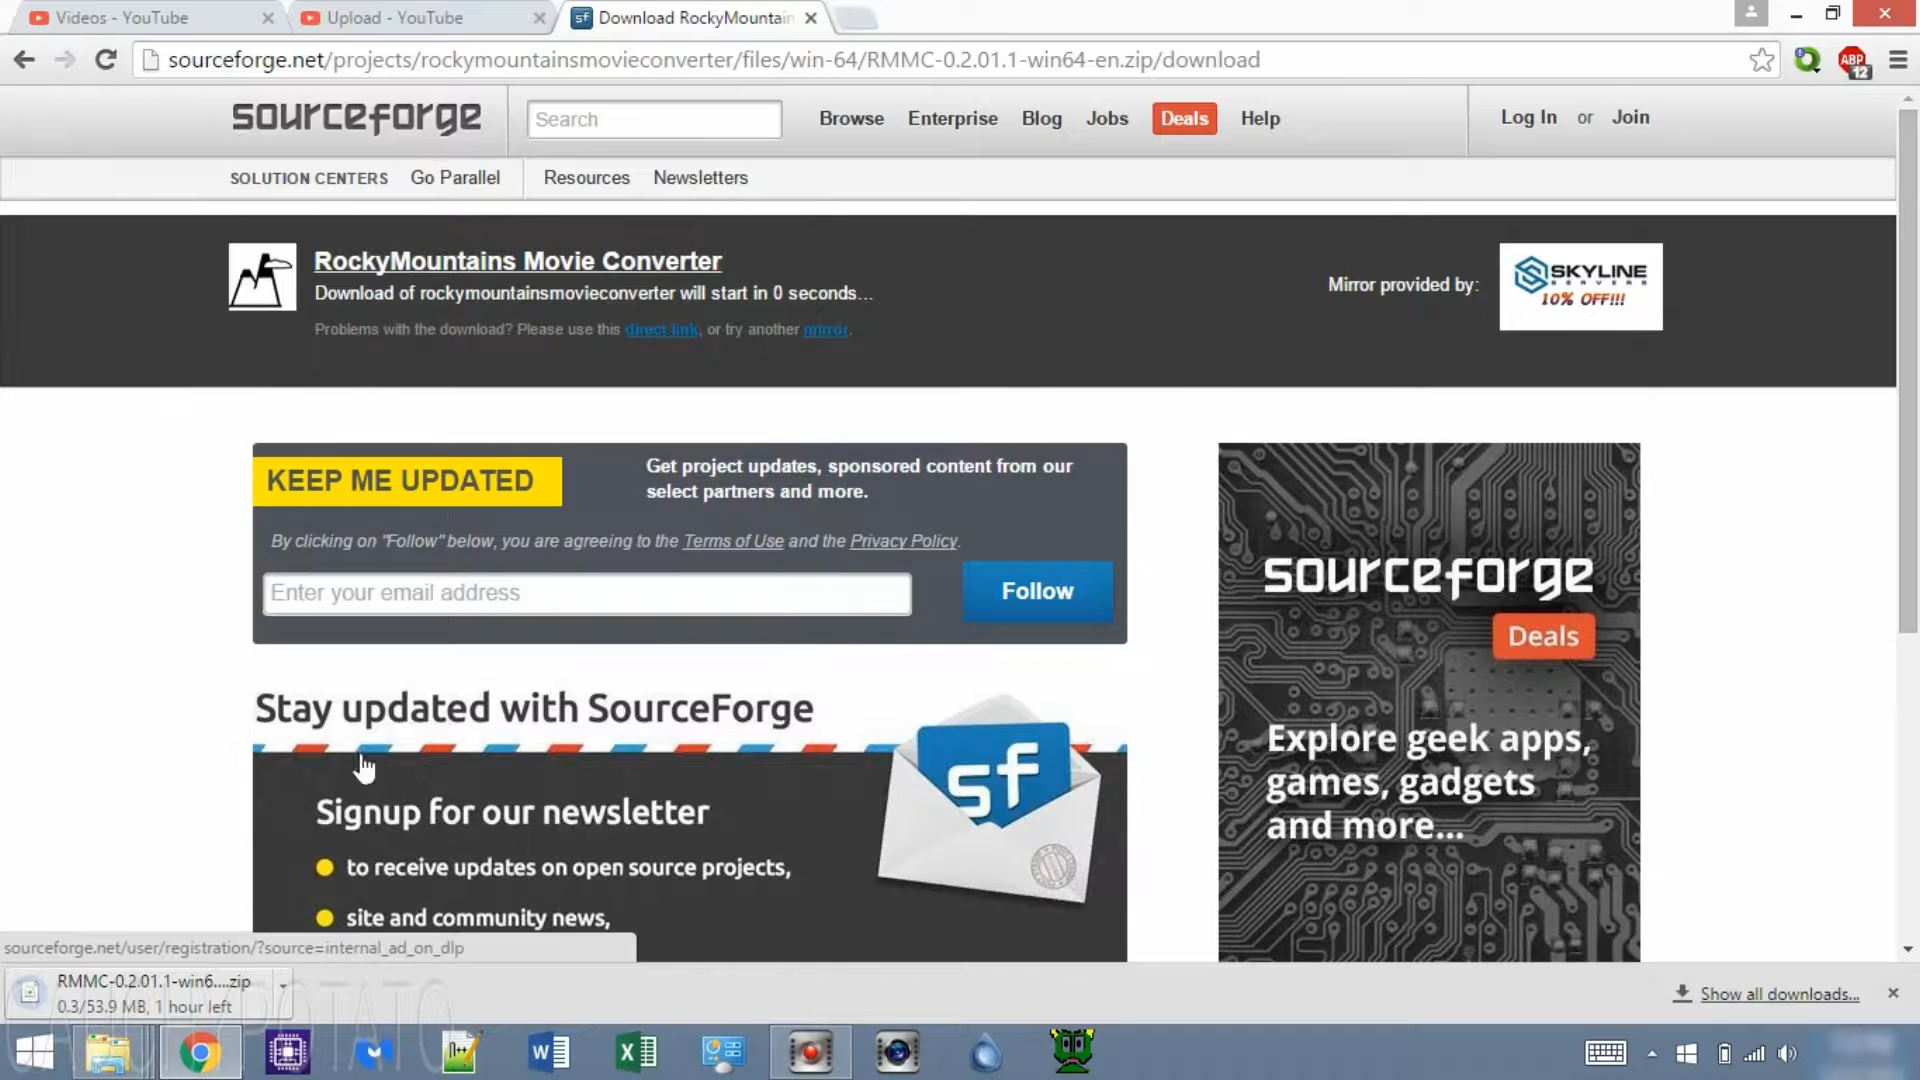 Videos - YouTube
Upload - YouTube
sf Download RockyMountain
sourceforge.net/projects/rockymountainsmovieconverter/files/win-64/RMMC-0.2.01.1-win64-en.zip/download
ABP
12
sourceforge
Search
Browse
Enterprise
Blog
Jobs
Deals
Help
Log In or Join
SOLUTION CENTERS
Go Parallel
Resources
Newsletters
RockyMountains Movie Converter
Download of rockymountainsmovieconverter will start in 0 seconds...
Problems with the download? Please use this direct link, or try another mirror.
Mirror provided by:
SKYLINE
SERVERS
10% OFF!!!
KEEP ME UPDATED
Get project updates, sponsored content from our
select partners and more.
By clicking on "Follow" below, you are agreeing to the Terms of Use and the Privacy Policy.
Enter your email address
Follow
Stay updated with SourceForge
sf
Signup for our newsletter
to receive updates on open source projects,
site and community news,
sourceforge
Deals
Explore geek apps,
games, gadgets
and more...
sourceforge.net/user/registration/?source=internal_ad_on_dlp
RMMC-0.2.01.1-win6....zip
0.3/53.9 MB, 1 hour left
Show all downloads...